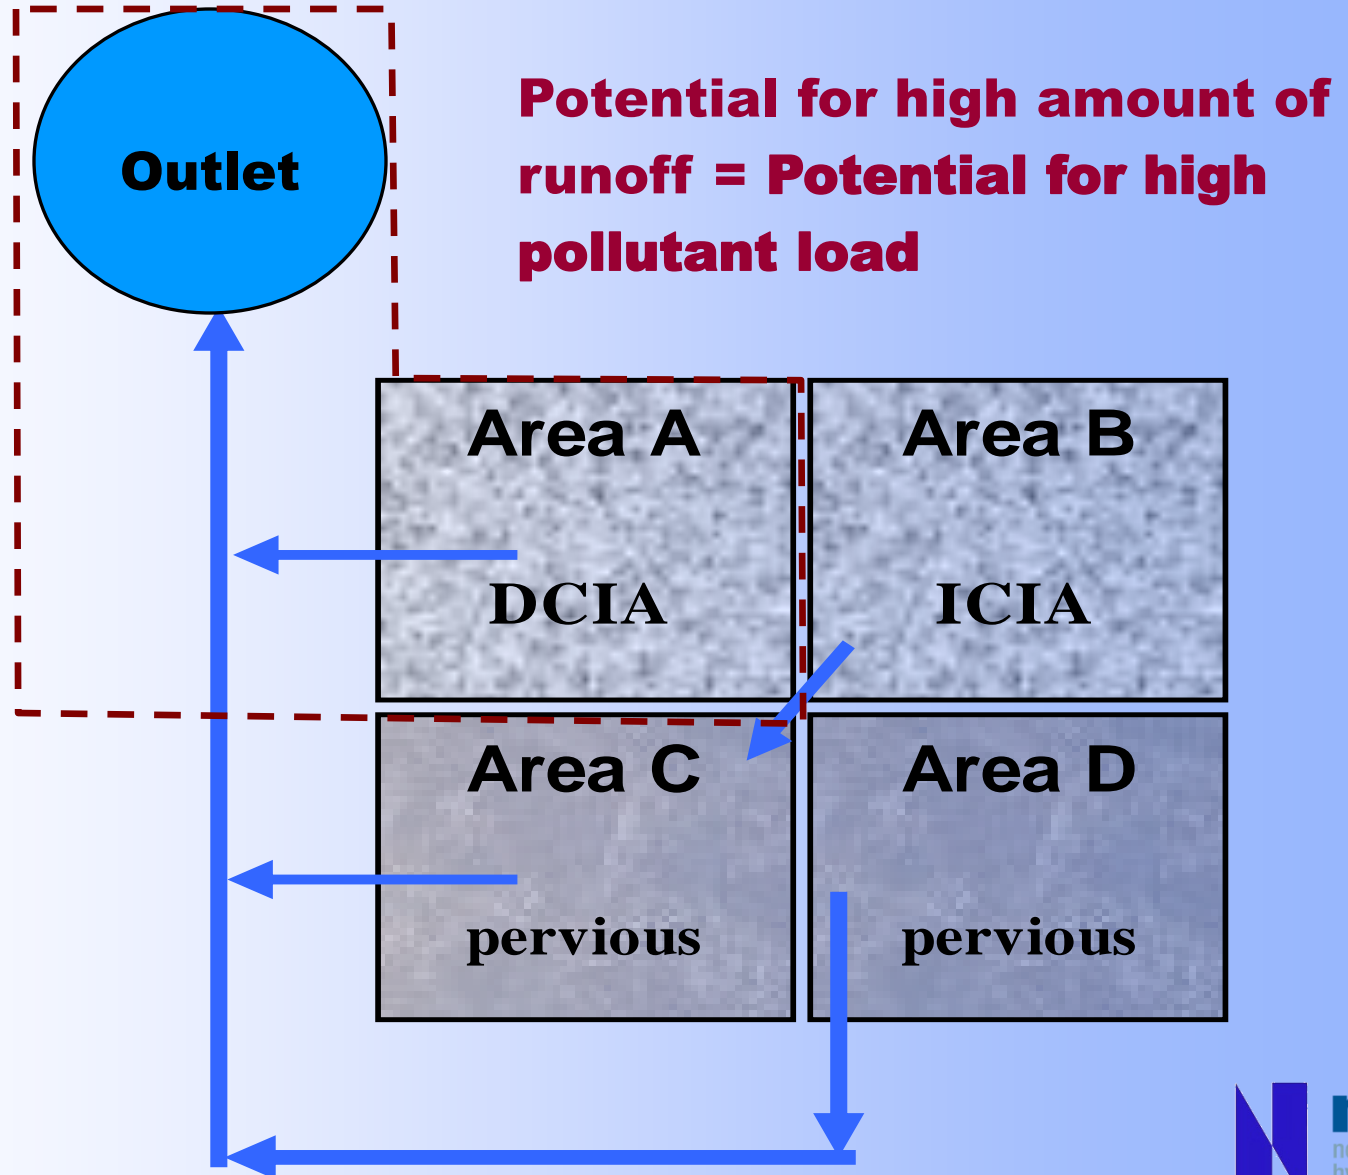 Outlet
Potential for high amount of
runoff = Potential for high
pollutant load
Area A
DCIA
Area B
ICIA
Area C
pervious
Area D
pervious